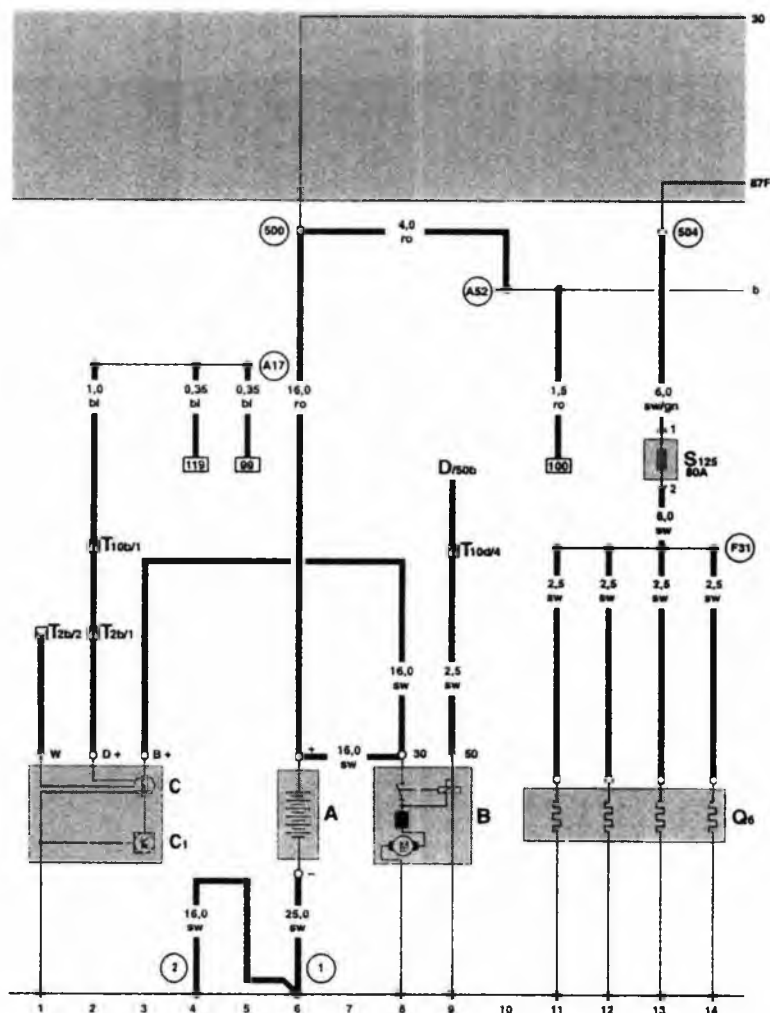 30
87F
500
4,0
ro
504
A52
b
A17
1,0
bl
0,35
bl
0,35
bl
16,0
ro
1,5
ro
6,0
sw/gn
1
119
99
D/50b
100
S125
80A
2
6,0
sw
T10b/1
T10d/4
F31
2,5
sw
2,5
sw
2,5
sw
2,5
sw
T2b/2
T2b/1
16,0
sw
2,5
sw
W
D +
B +
+
16,0
sw
30
50
C
A
B
Q6
C1
K
M
–
16,0
sw
25,0
sw
2
1
1 2 3 4 5 6 7 8 9 10 11 12 13 14